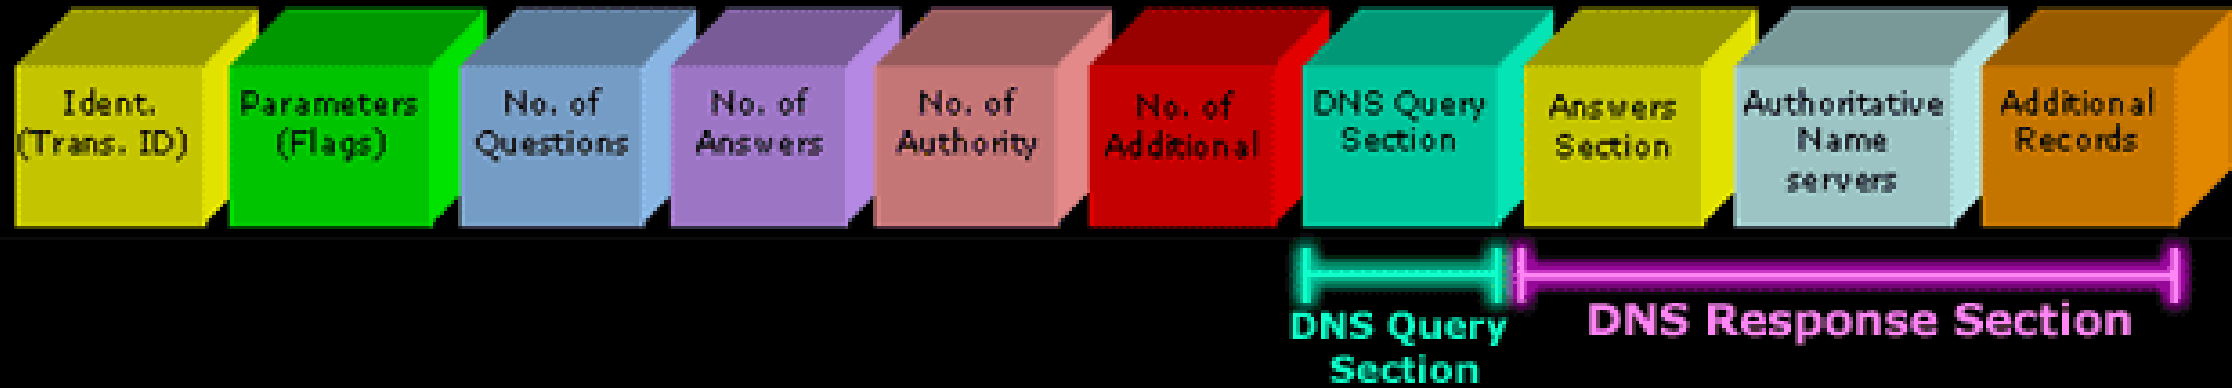 Ident.
(Trans. ID)
Parameters
(Flags)
No. of
Questions
No. of
Answers
No. of
Authority
No. of
Additional
DNS Query
Section
Answers
Section
Authoritative
Name
servers
Additional
Records
DNS Query
Section
DNS Response Section